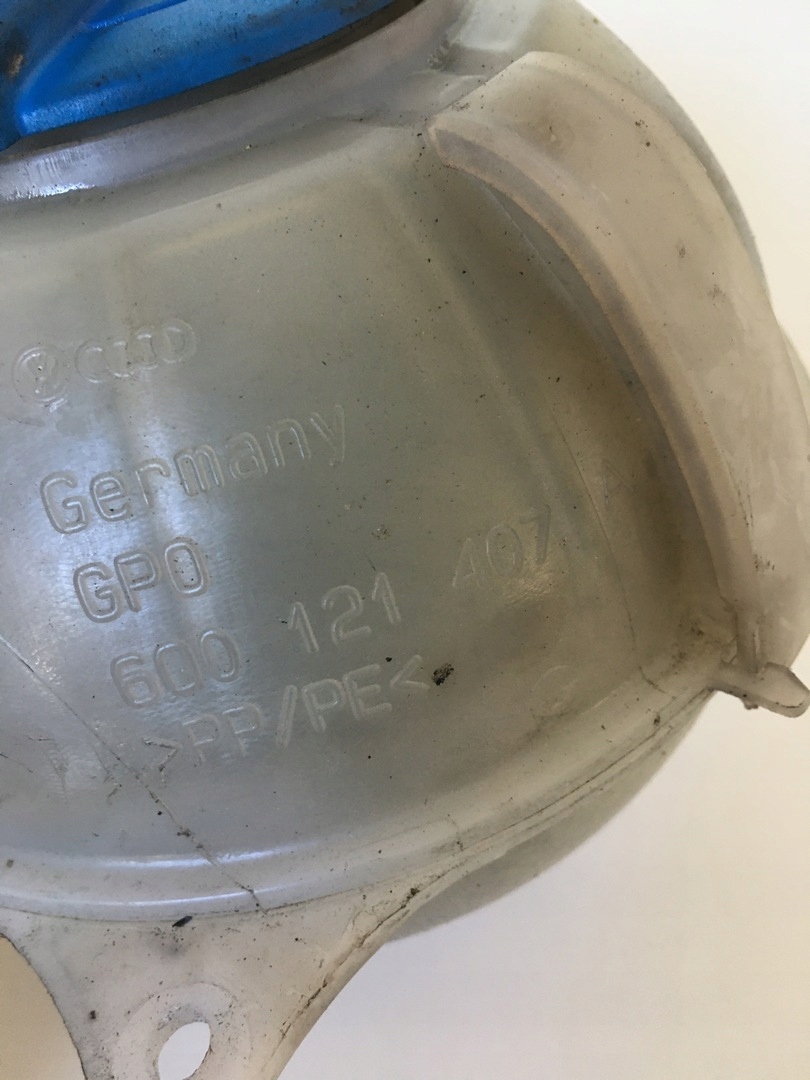 Germany
GPO
6Q0 121 407 A
>PP/PE<